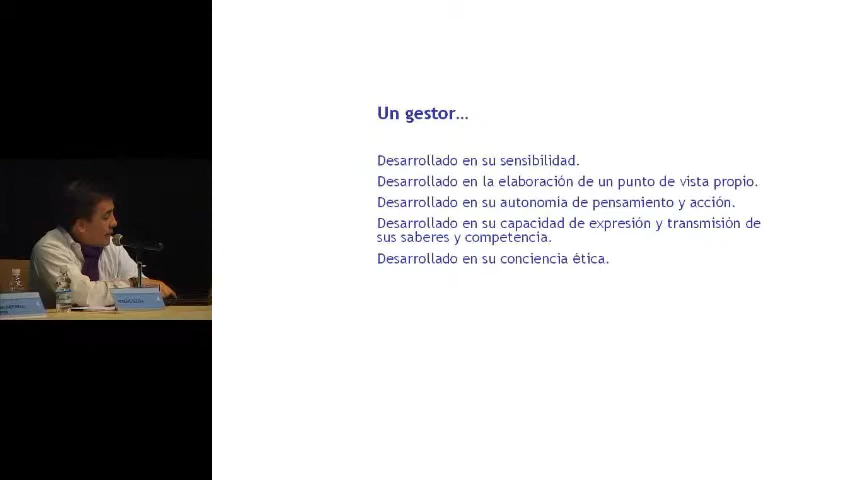 Un gestor...
Desarrollado en su sensibilidad.
Desarrollado en la elaboración de un punto de vista propio.
Desarrollado en su autonomía de pensamiento y acción.
Desarrollado en su capacidad de expresión y transmisión de
sus saberes y competencia.
Desarrollado en su conciencia ética.